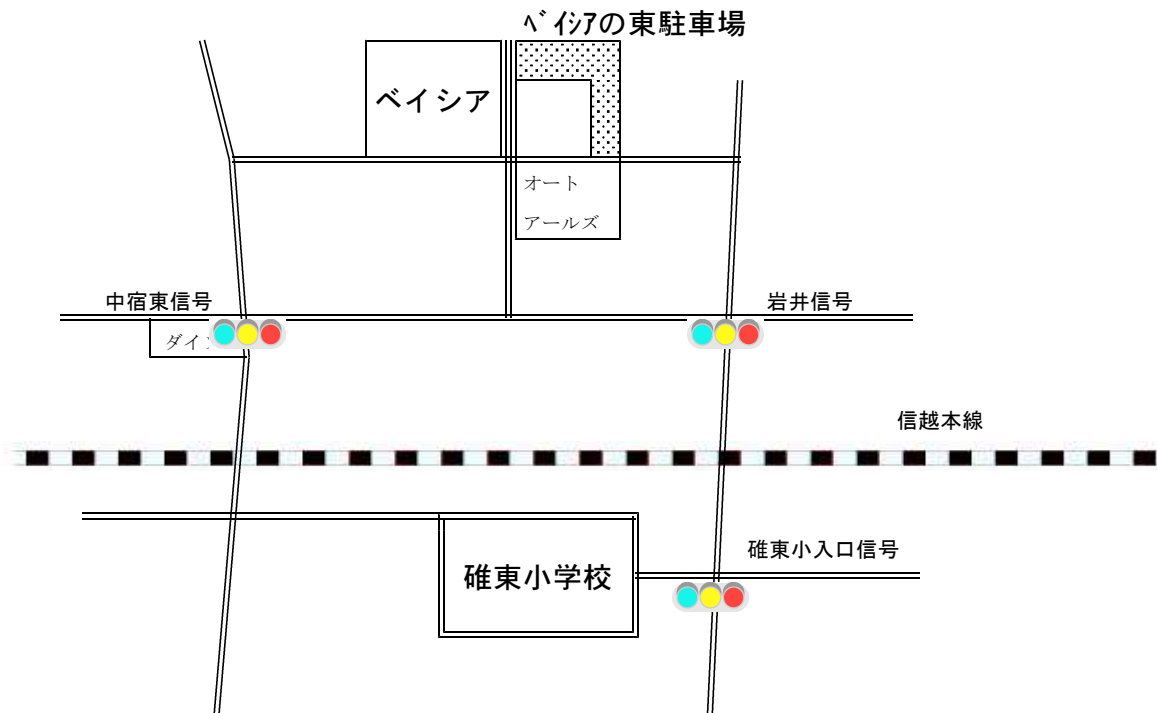 ﾍﾞｲｼｱの東駐車場
ベイシア
オート
アールズ
中宿東信号
岩井信号
ダイ
信越本線
碓東小入口信号
碓東小学校